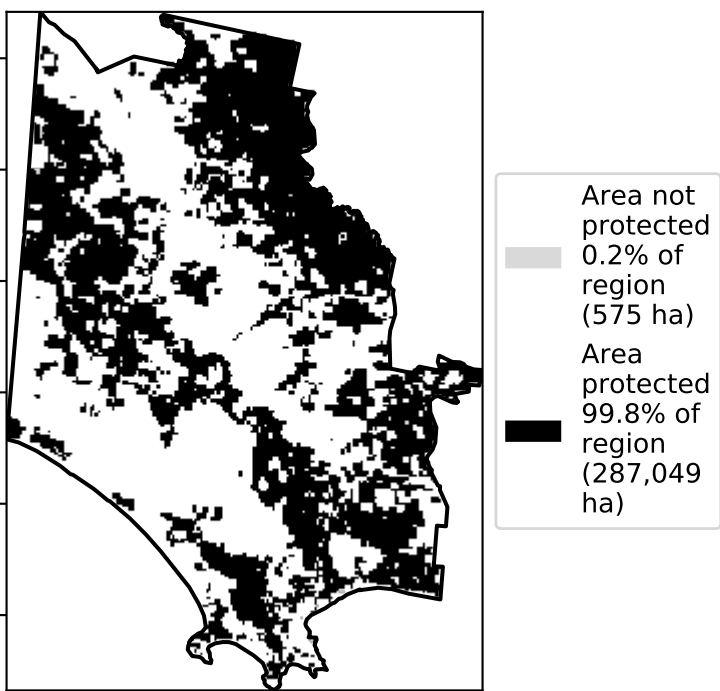 Area not
protected
0.2% of
region
(575 ha)
Area
protected
99.8% of
region
(287,049
ha)